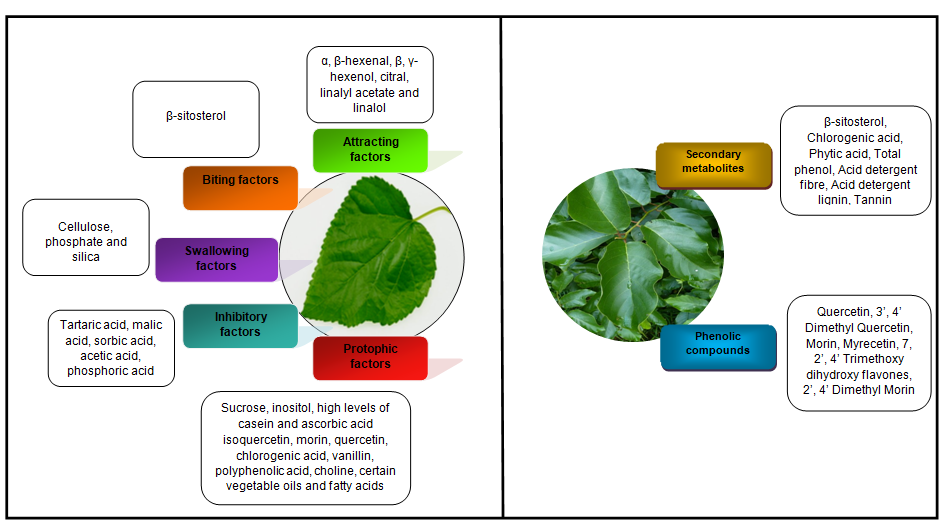 α, β-hexenal, β, γ-
hexenol, citral,
linalyl acetate and
linalol
β-sitosterol
Attracting
factors
Biting factors
Cellulose,
phosphate and
silica
Swallowing
factors
Inhibitory
factors
Tartaric acid, malic
acid, sorbic acid,
acetic acid,
phosphoric acid
Protophic
factors
Sucrose, inositol, high levels of
casein and ascorbic acid
isoquercetin, morin, quercetin,
chlorogenic acid, vanillin,
polyphenolic acid, choline, certain
vegetable oils and fatty acids
Secondary
metabolites
β-sitosterol,
Chlorogenic acid,
Phytic acid, Total
phenol, Acid detergent
fibre, Acid detergent
lignin, Tannin
Phenolic
compounds
Quercetin, 3’, 4’
Dimethyl Quercetin,
Morin, Myrecetin, 7,
2’, 4’ Trimethoxy
dihydroxy flavones,
2’, 4’ Dimethyl Morin